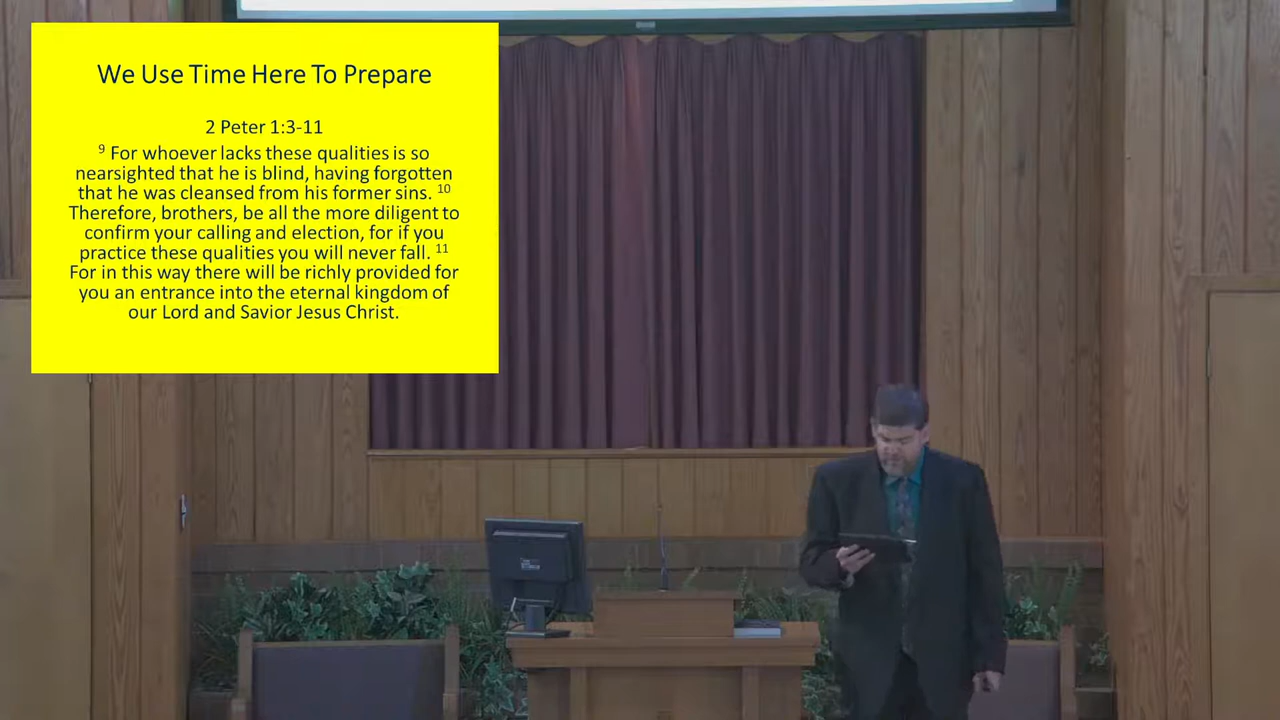 We Use Time Here To Prepare
2 Peter 1:3-11
9 For whoever lacks these qualities is so
nearsighted that he is blind, having forgotten
that he was cleansed from his former sins. 10
Therefore, brothers, be all the more diligent to
confirm your calling and election, for if you
practice these qualities you will never fall. 11
For in this way there will be richly provided for
you an entrance into the eternal kingdom of
our Lord and Savior Jesus Christ.